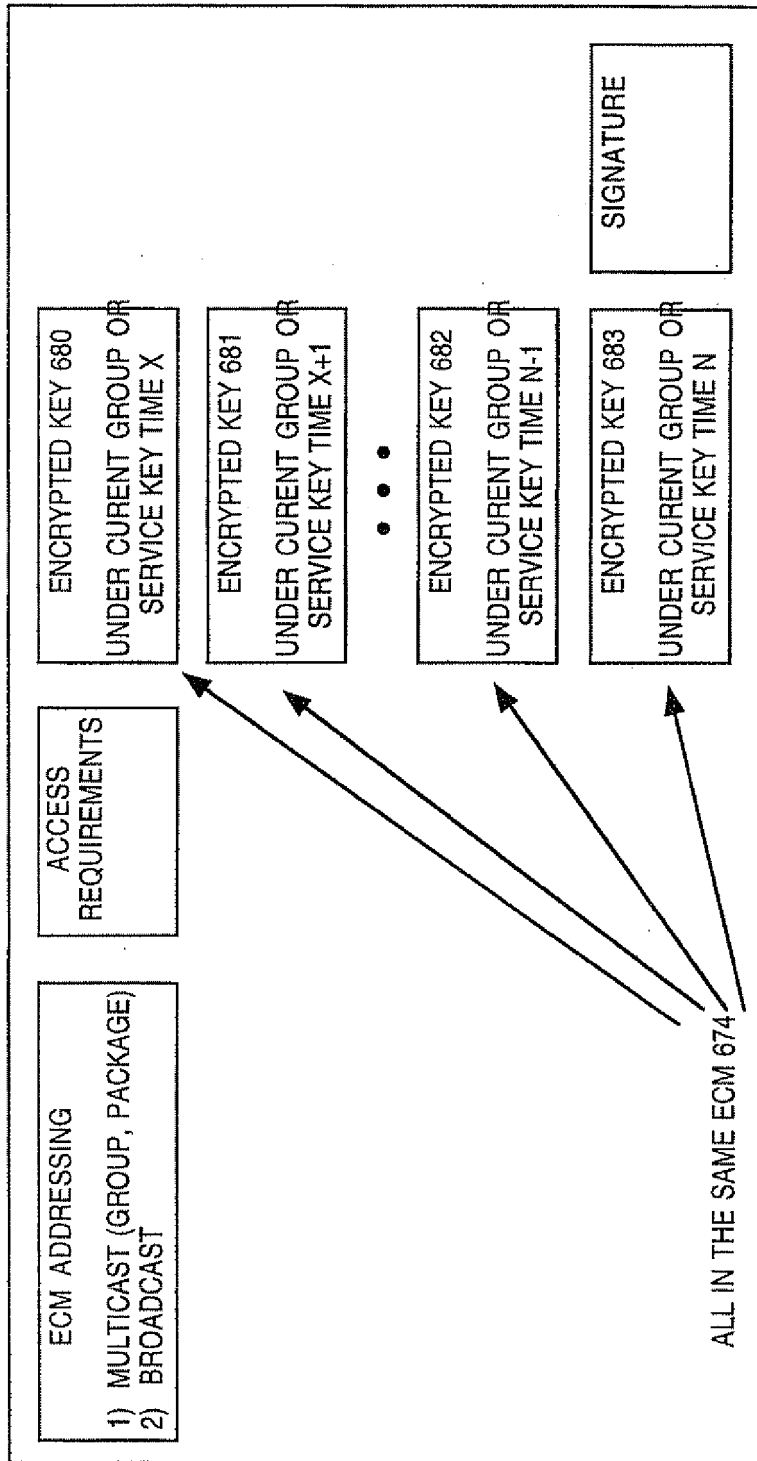 ECM ADDRESSING
1) MULTICAST (GROUP, PACKAGE)
2) BROADCAST
ACCESS
REQUIREMENTS
ENCRYPTED KEY 680
UNDER CURENT GROUP OR
SERVICE KEY TIME X
ENCRYPTED KEY 681
UNDER CURENT GROUP OR
SERVICE KEY TIME X+1
ENCRYPTED KEY 682
UNDER CURENT GROUP OR
SERVICE KEY TIME N-1
ENCRYPTED KEY 683
UNDER CURENT GROUP OR
SERVICE KEY TIME N
SIGNATURE
ALL IN THE SAME ECM 674